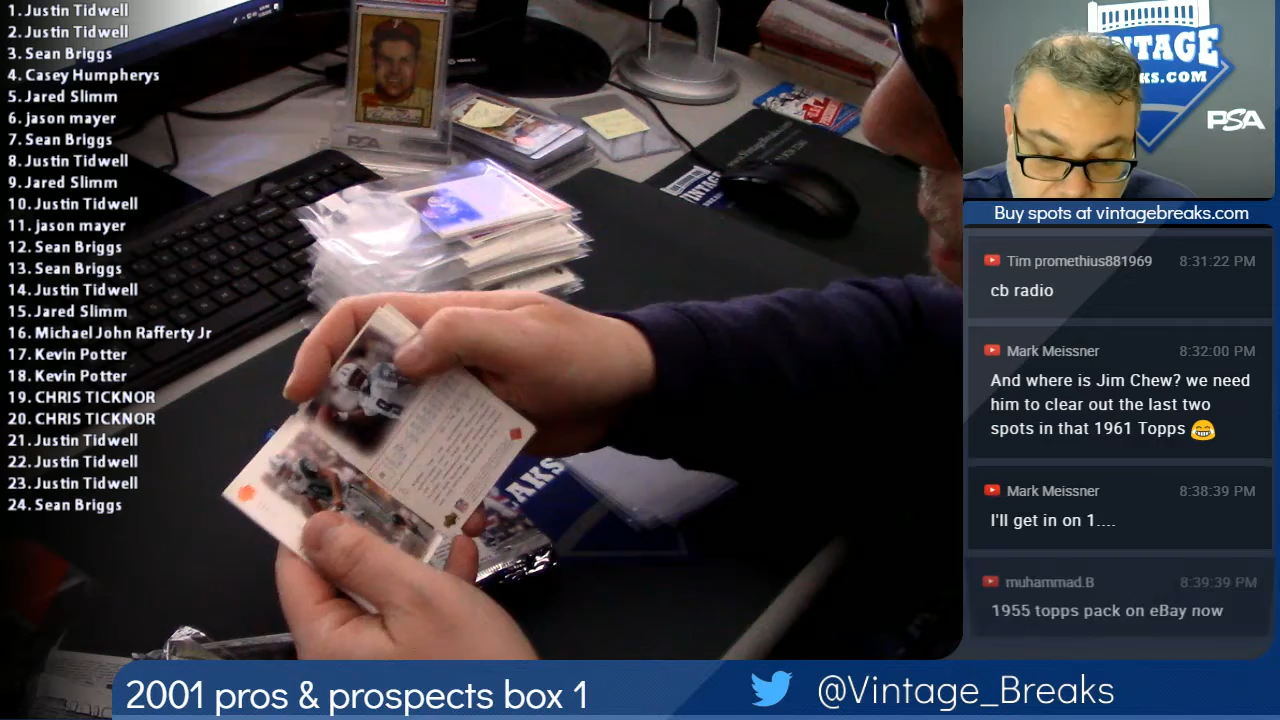 1. Justin Tidwell
2. Justin Tidwell
3. Sean Briggs
4. Casey Humpherys
5. Jared Slimm
6. jason mayer
7. Sean Briggs
8. Justin Tidwell
9. Jared Slimm
10. Justin Tidwell
11. jason mayer
12. Sean Briggs
13. Sean Briggs
14. Justin Tidwell
15. Jared Slimm
16. Michael John Rafferty Jr
17. Kevin Potter
18. Kevin Potter
19. CHRIS TICKNOR
20. CHRIS TICKNOR
21. Justin Tidwell
22. Justin Tidwell
23. Justin Tidwell
24. Sean Briggs
PSA
VINTAGE
EAKS
NTAGE
KS.COM
PSA
Buy spots at vintagebreaks.com
Tim promethius881969 8:31:22 PM
cb radio
Mark Meissner 8:32:00 PM
And where is Jim Chew? we need
him to clear out the last two
spots in that 1961 Topps 😂
Mark Meissner 8:38:39 PM
I'll get in on 1....
muhammad.B 8:39:39 PM
1955 topps pack on eBay now
2001 pros & prospects box 1
@Vintage_Breaks